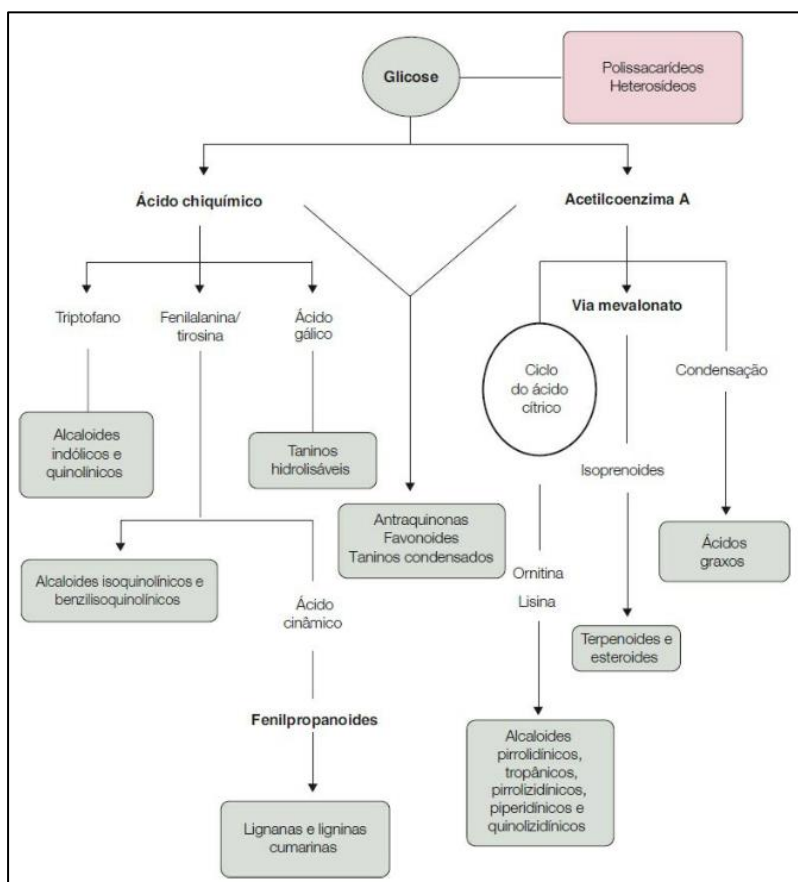 Glicose
Polissacarídeos
Heterosídeos
Ácido chiquímico
Acetilcoenzima A
Triptofano
Fenilalanina/
tirosina
Ácido
gálico
Via mevalonato
Ciclo
do ácido
cítrico
Condensação
Alcaloides
indólicos e
quinolínicos
Taninos
hidrolisáveis
Isoprenoides
Antraquinonas
Favonoides
Taninos condensados
Ácidos
graxos
Alcaloides isoquinolínicos e
benzilisoquinolínicos
Ácido
cinâmico
Ornitina
Lisina
Terpenoides e
esteroides
Fenilpropanoides
Alcaloides
pirrolidínicos,
tropânicos,
pirrolizidínicos,
piperidínicos e
quinolizidínicos
Lignanas e ligninas
cumarinas